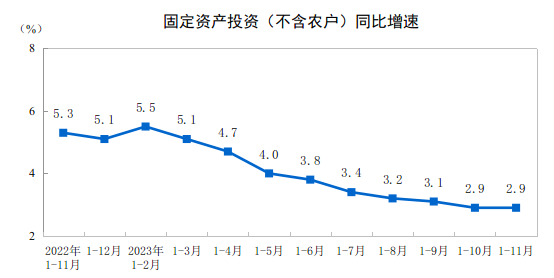 固定资产投资（不含农户）同比增速
（%）
8
6
4
2
5.3
5.1
5.5
5.1
4.7
4.0
3.8
3.4
3.2
3.1
2.9
2.9
2022年
1-11月
1-12月
2023年
1-2月
1-3月
1-4月
1-5月
1-6月
1-7月
1-8月
1-9月
1-10月
1-11月